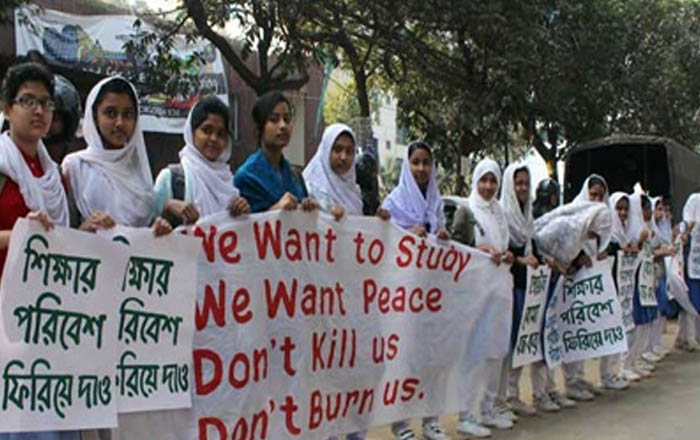 শিক্ষার
পরিবেশ
ফিরিয়ে দাও
ক্ষার
রিবেশ
রিয়ে দাও
We Want to Study
We Want Peace
Don't Kill us
Don't Burn us.
শিক্ষার
পরিবেশ
ফিরিয়ে দাও